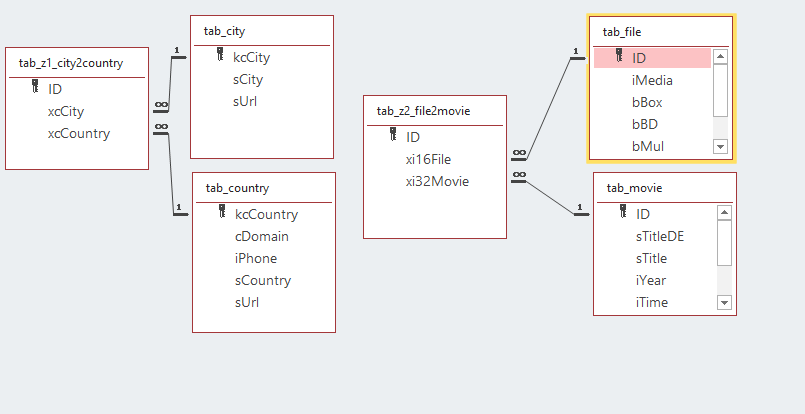 tab_z1_city2country
ID
xcCity
xcCountry
tab_city
kcCity
sCity
sUrl
1
∞
∞
1
tab_country
kcCountry
cDomain
iPhone
sCountry
sUrl
tab_z2_file2movie
ID
xi16File
xi32Movie
∞
∞
1
1
tab_file
ID
iMedia
bBox
bBD
bMul
tab_movie
ID
sTitleDE
sTitle
iYear
iTime